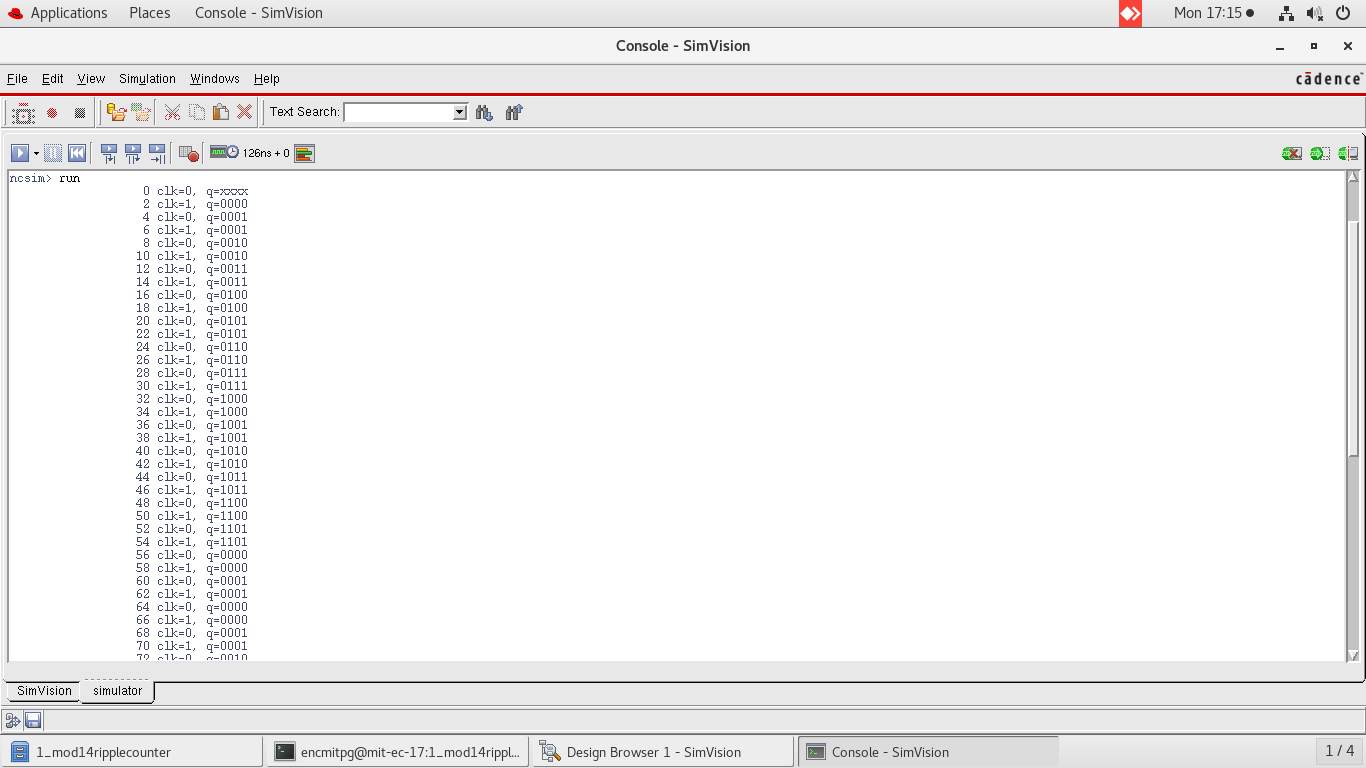 Applications Places Console - SimVision Mon 17:15
Console - SimVision
File Edit View Simulation Windows Help
cādence
Text Search:
126ns + 0
ncsim> run
0 clk=0, q=xxxx
2 clk=1, q=0000
4 clk=0, q=0001
6 clk=1, q=0001
8 clk=0, q=0010
10 clk=1, q=0010
12 clk=0, q=0011
14 clk=1, q=0011
16 clk=0, q=0100
18 clk=1, q=0100
20 clk=0, q=0101
22 clk=1, q=0101
24 clk=0, q=0110
26 clk=1, q=0110
28 clk=0, q=0111
30 clk=1, q=0111
32 clk=0, q=1000
34 clk=1, q=1000
36 clk=0, q=1001
38 clk=1, q=1001
40 clk=0, q=1010
42 clk=1, q=1010
44 clk=0, q=1011
46 clk=1, q=1011
48 clk=0, q=1100
50 clk=1, q=1100
52 clk=0, q=1101
54 clk=1, q=1101
56 clk=0, q=0000
58 clk=1, q=0000
60 clk=0, q=0001
62 clk=1, q=0001
64 clk=0, q=0000
66 clk=1, q=0000
68 clk=0, q=0001
70 clk=1, q=0001
72 clk=0, q=0010
SimVision simulator
1_mod14ripplecounter encmitpg@mit-ec-17:1_mod14rippl... Design Browser 1 - SimVision Console - SimVision 1 / 4